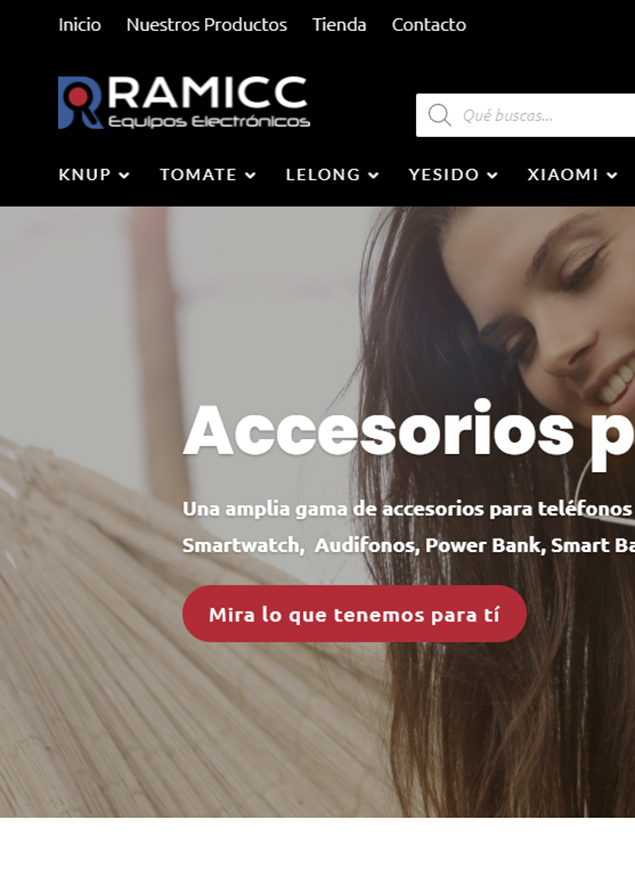 Inicio Nuestros Productos Tienda Contacto
RAMICC
Equipos Electrónicos
Qué buscas...
KNUP TOMATE LELONG YESIDO XIAOMI
Accesorios p
Una amplia gama de accesorios para teléfonos
Smartwatch, Audifonos, Power Bank, Smart Ba
Mira lo que tenemos para tí